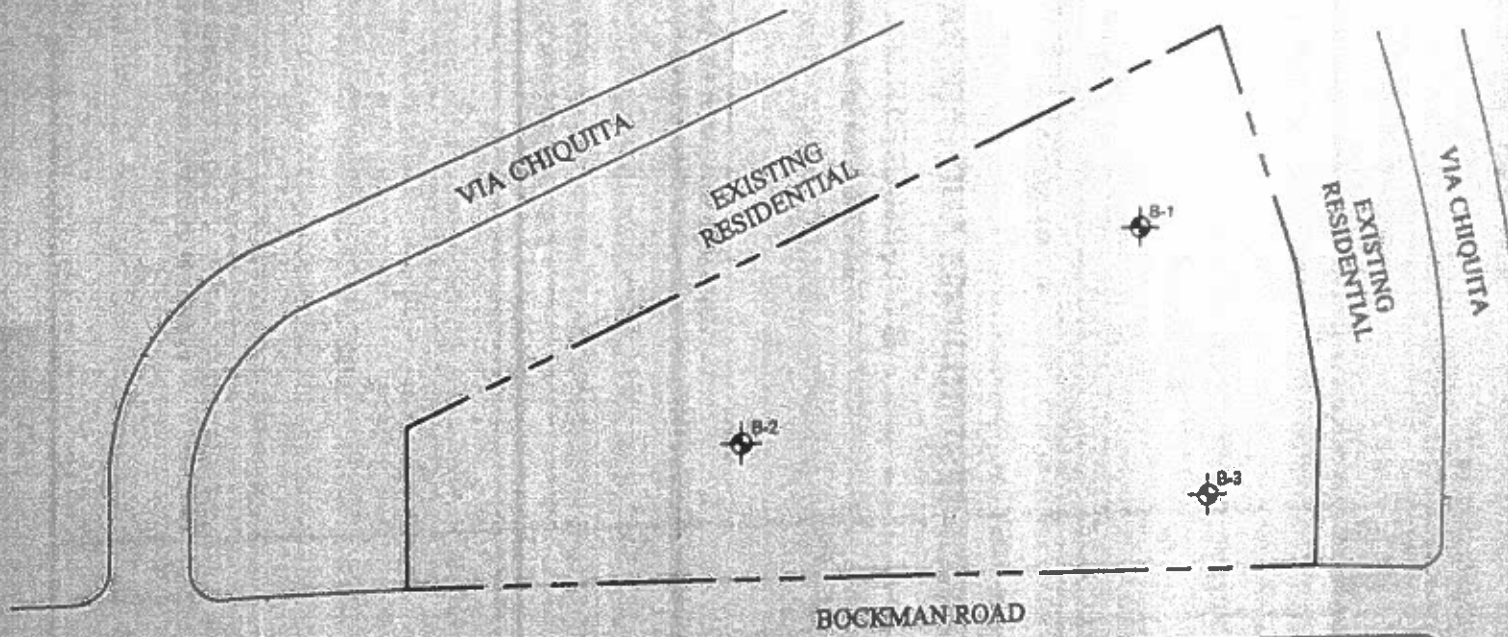 VIA CHIQUITA
EXISTING
RESIDENTIAL
B-1
EXISTING
RESIDENTIAL
VIA CHIQUITA
B-2
B-3
BOCKMAN ROAD